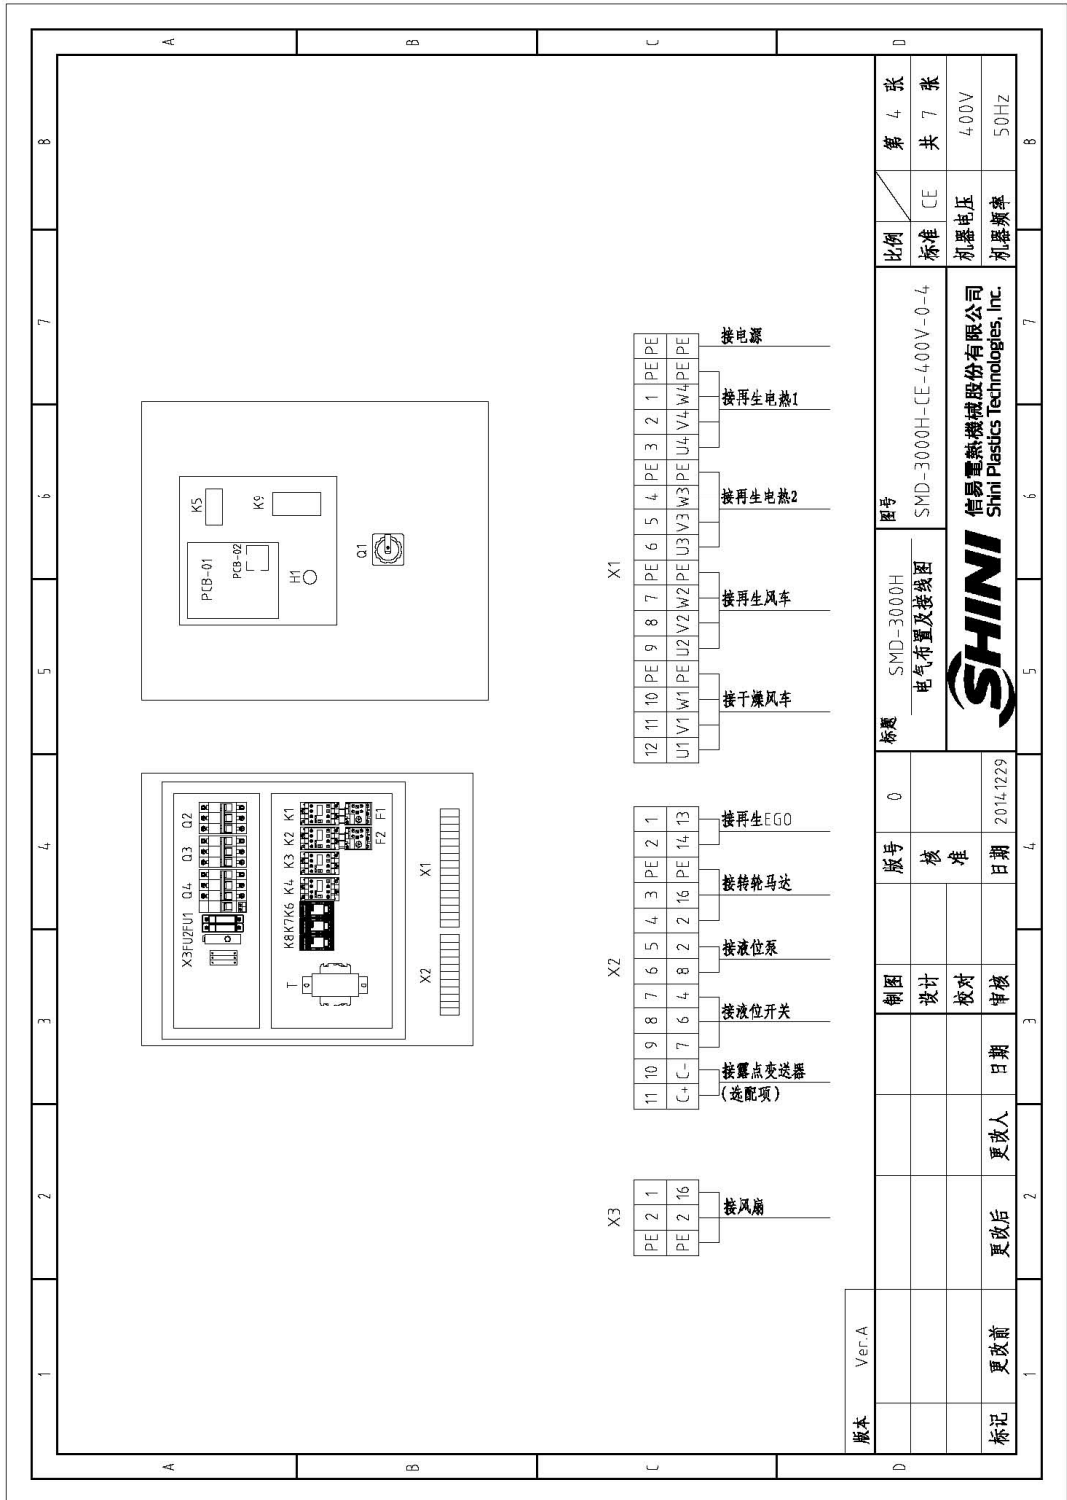 1 2 3 4 5 6 7 8
A
B
C
D
X3FU2FU1 Q4 Q3 Q2
T K8K7K6 K4 K3 K2 K1
F2 F1
X2 X1
PCB-01
PCB-02
K5
K9
H1
Q1
X3
PE 2 1
PE 2 16
接风扇
X2
11 10 9 8 7 6 5 4 3 PE 2 1
C+ C- 7 6 4 8 2 2 16 PE 14 13
接露点变送器
(选配项)
接液位开关
接液位泵
接转轮马达
接再生EGO
X1
12 11 10 PE 9 8 7 PE 6 5 4 PE 3 2 1 PE PE
U1 V1 W1 PE U2 V2 W2 PE U3 V3 W3 PE U4 V4 W4 PE PE
接干燥风车
接再生风车
接再生电热2
接再生电热1
接电源
版本 Ver.A
标记 更改前 更改后 更改人 日期
制图
设计
校对
审核
版号 0
核准
日期 20141229
标题 SMD-3000H
电气布置及接线图
图号
SMD-3000H-CE-400V-0-4
SHINI
信易電熱機械股份有限公司
Shini Plastics Technologies, Inc.
比例 第 4 张
标准 CE 共 7 张
机器电压 400V
机器频率 50Hz
A
B
C
D
1 2 3 4 5 6 7 8